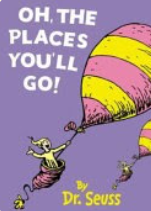 OH, THE
PLACES
YOU'LL
GO!
By
Dr. Seuss